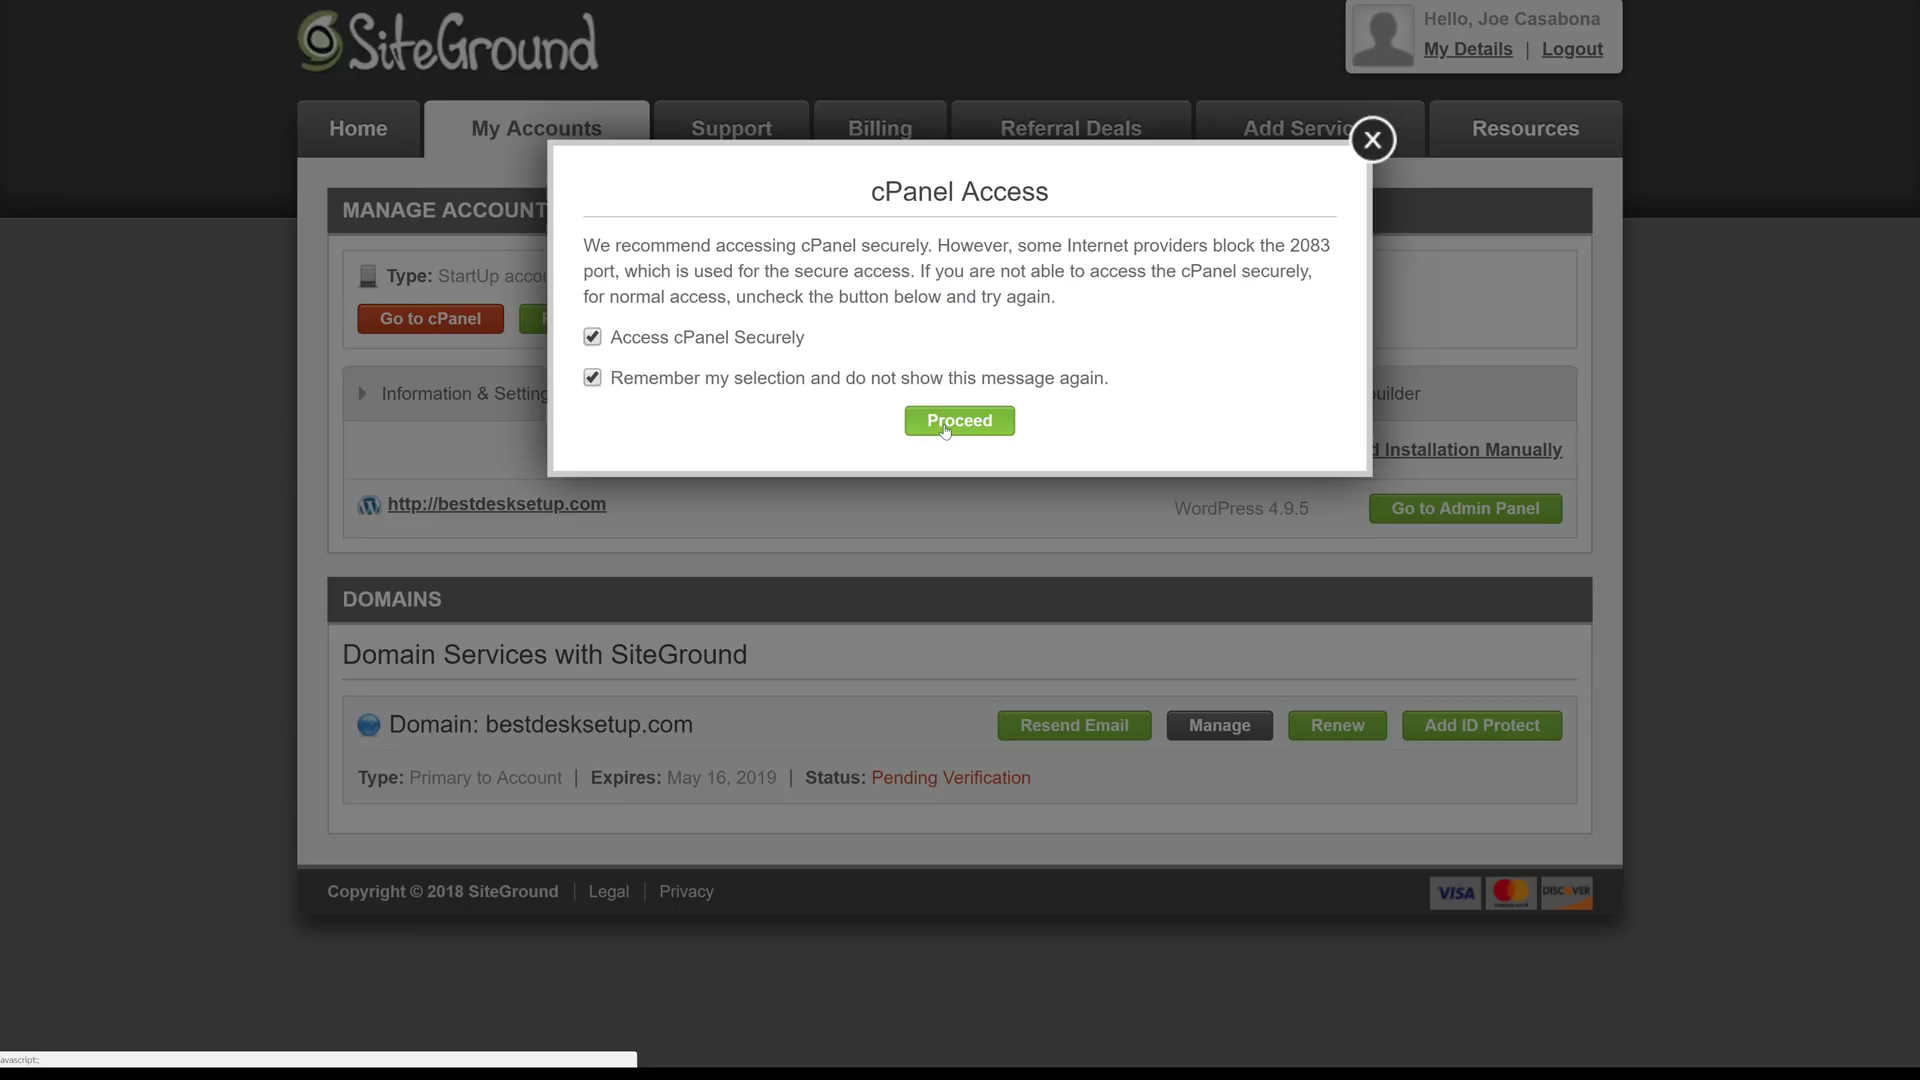 SiteGround
Hello, Joe Casabona
My Details | Logout
Home
My Accounts
Support
Billing
Referral Deals
Add Servic
Resources
MANAGE ACCOUNT
Type: StartUp accou
Go to cPanel
Information & Setting
uilder
d Installation Manually
http://bestdesksetup.com
WordPress 4.9.5
Go to Admin Panel
cPanel Access
We recommend accessing cPanel securely. However, some Internet providers block the 2083
port, which is used for the secure access. If you are not able to access the cPanel securely,
for normal access, uncheck the button below and try again.
Access cPanel Securely
Remember my selection and do not show this message again.
Proceed
X
DOMAINS
Domain Services with SiteGround
Domain: bestdesksetup.com
Resend Email
Manage
Renew
Add ID Protect
Type: Primary to Account | Expires: May 16, 2019 | Status: Pending Verification
Copyright © 2018 SiteGround | Legal | Privacy
VISA
DISCOVER
avascript:;